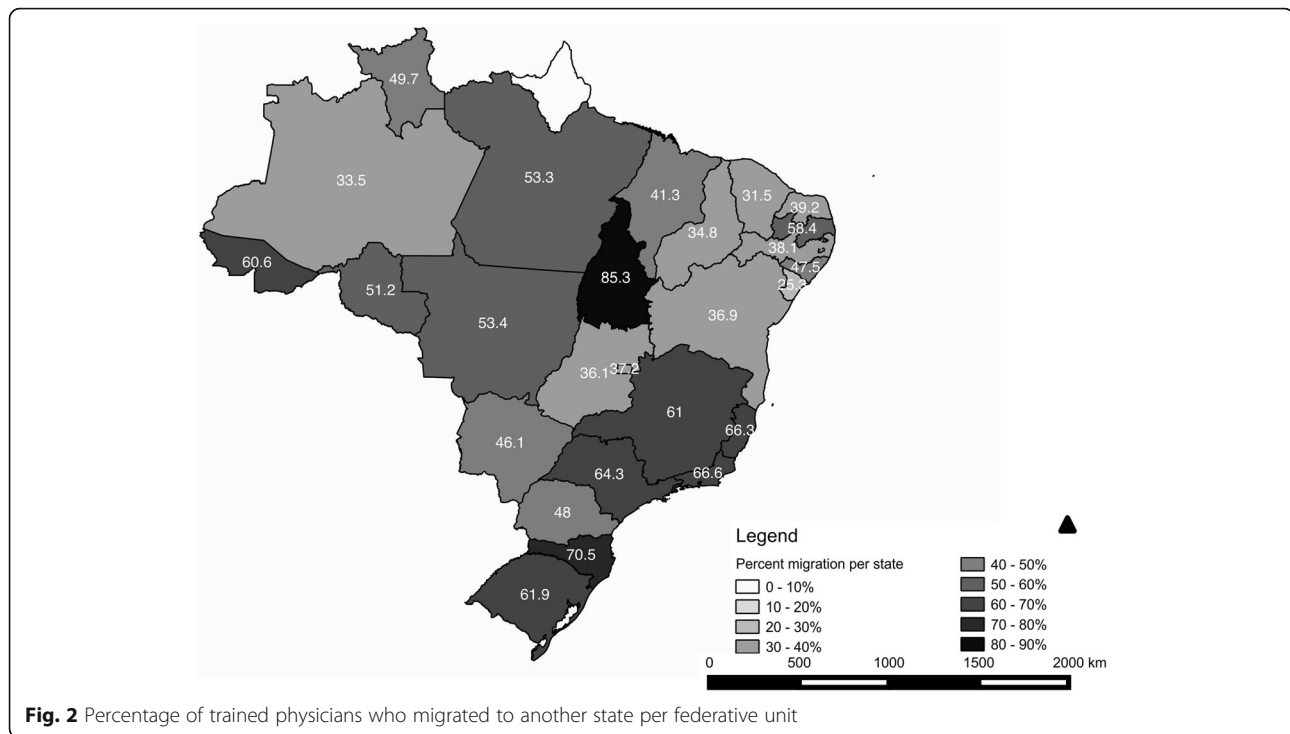 49.7
33.5
53.3
41.3
31.5
39.2
58.4
34.8
38.1
47.5
25.3
60.6
51.2
85.3
36.9
53.4
36.1
37.2
61
66.3
46.1
64.3
66.6
48
70.5
61.9
Legend
Percent migration per state
0 - 10%
10 - 20%
20 - 30%
30 - 40%
40 - 50%
50 - 60%
60 - 70%
70 - 80%
80 - 90%
0 500 1000 1500 2000 km
Fig. 2 Percentage of trained physicians who migrated to another state per federative unit